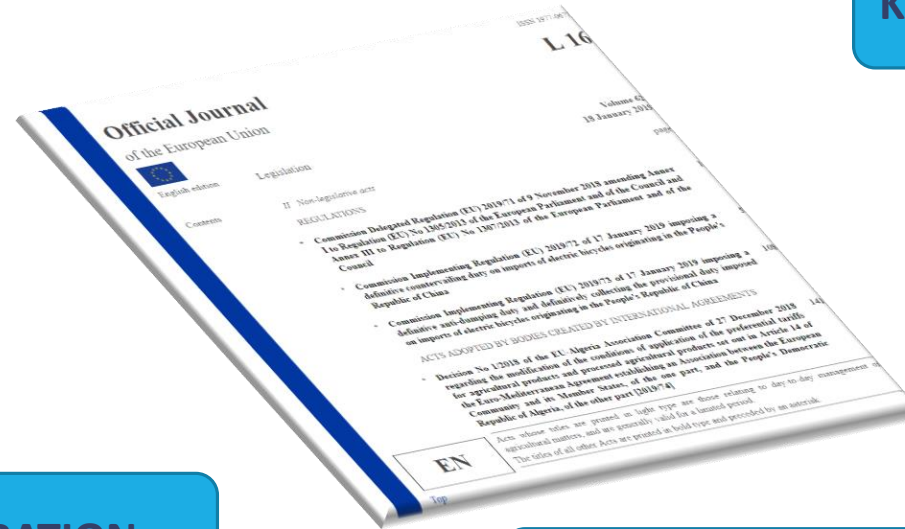 ISSN 1977-067
L 16
Official Journal
of the European Union
Volume 62
18 January 2019
English edition
Legislation
page
Contents
II Non-legislative acts
REGULATIONS
* Commission Delegated Regulation (EU) 2019/71 of 9 November 2018 amending Annex
I to Regulation (EU) No 1305/2013 of the European Parliament and of the Council and
Annex III to Regulation (EU) No 1307/2013 of the European Parliament and of the
Council
* Commission Implementing Regulation (EU) 2019/72 of 17 January 2019 imposing a
definitive countervailing duty on imports of electric bicycles originating in the People's
Republic of China
* Commission Implementing Regulation (EU) 2019/73 of 17 January 2019 imposing a
definitive anti-dumping duty and definitively collecting the provisional duty imposed
on imports of electric bicycles originating in the People's Republic of China
108
ACTS ADOPTED BY BODIES CREATED BY INTERNATIONAL AGREEMENTS
* Decision No 1/2018 of the EU-Algeria Association Committee of 27 December 2018
regarding the modification of the conditions of application of the preferential tariffs
for agricultural products and processed agricultural products set out in Article 14 of
the Euro-Mediterranean Agreement establishing an Association between the European
Community and its Member States, of the one part, and the People's Democratic
Republic of Algeria, of the other part [2019/74]
EN
Acts whose titles are printed in light type are those relating to day-to-day management of
agricultural matters, and are generally valid for a limited period.
The titles of all other Acts are printed in bold type and preceded by an asterisk.
Top